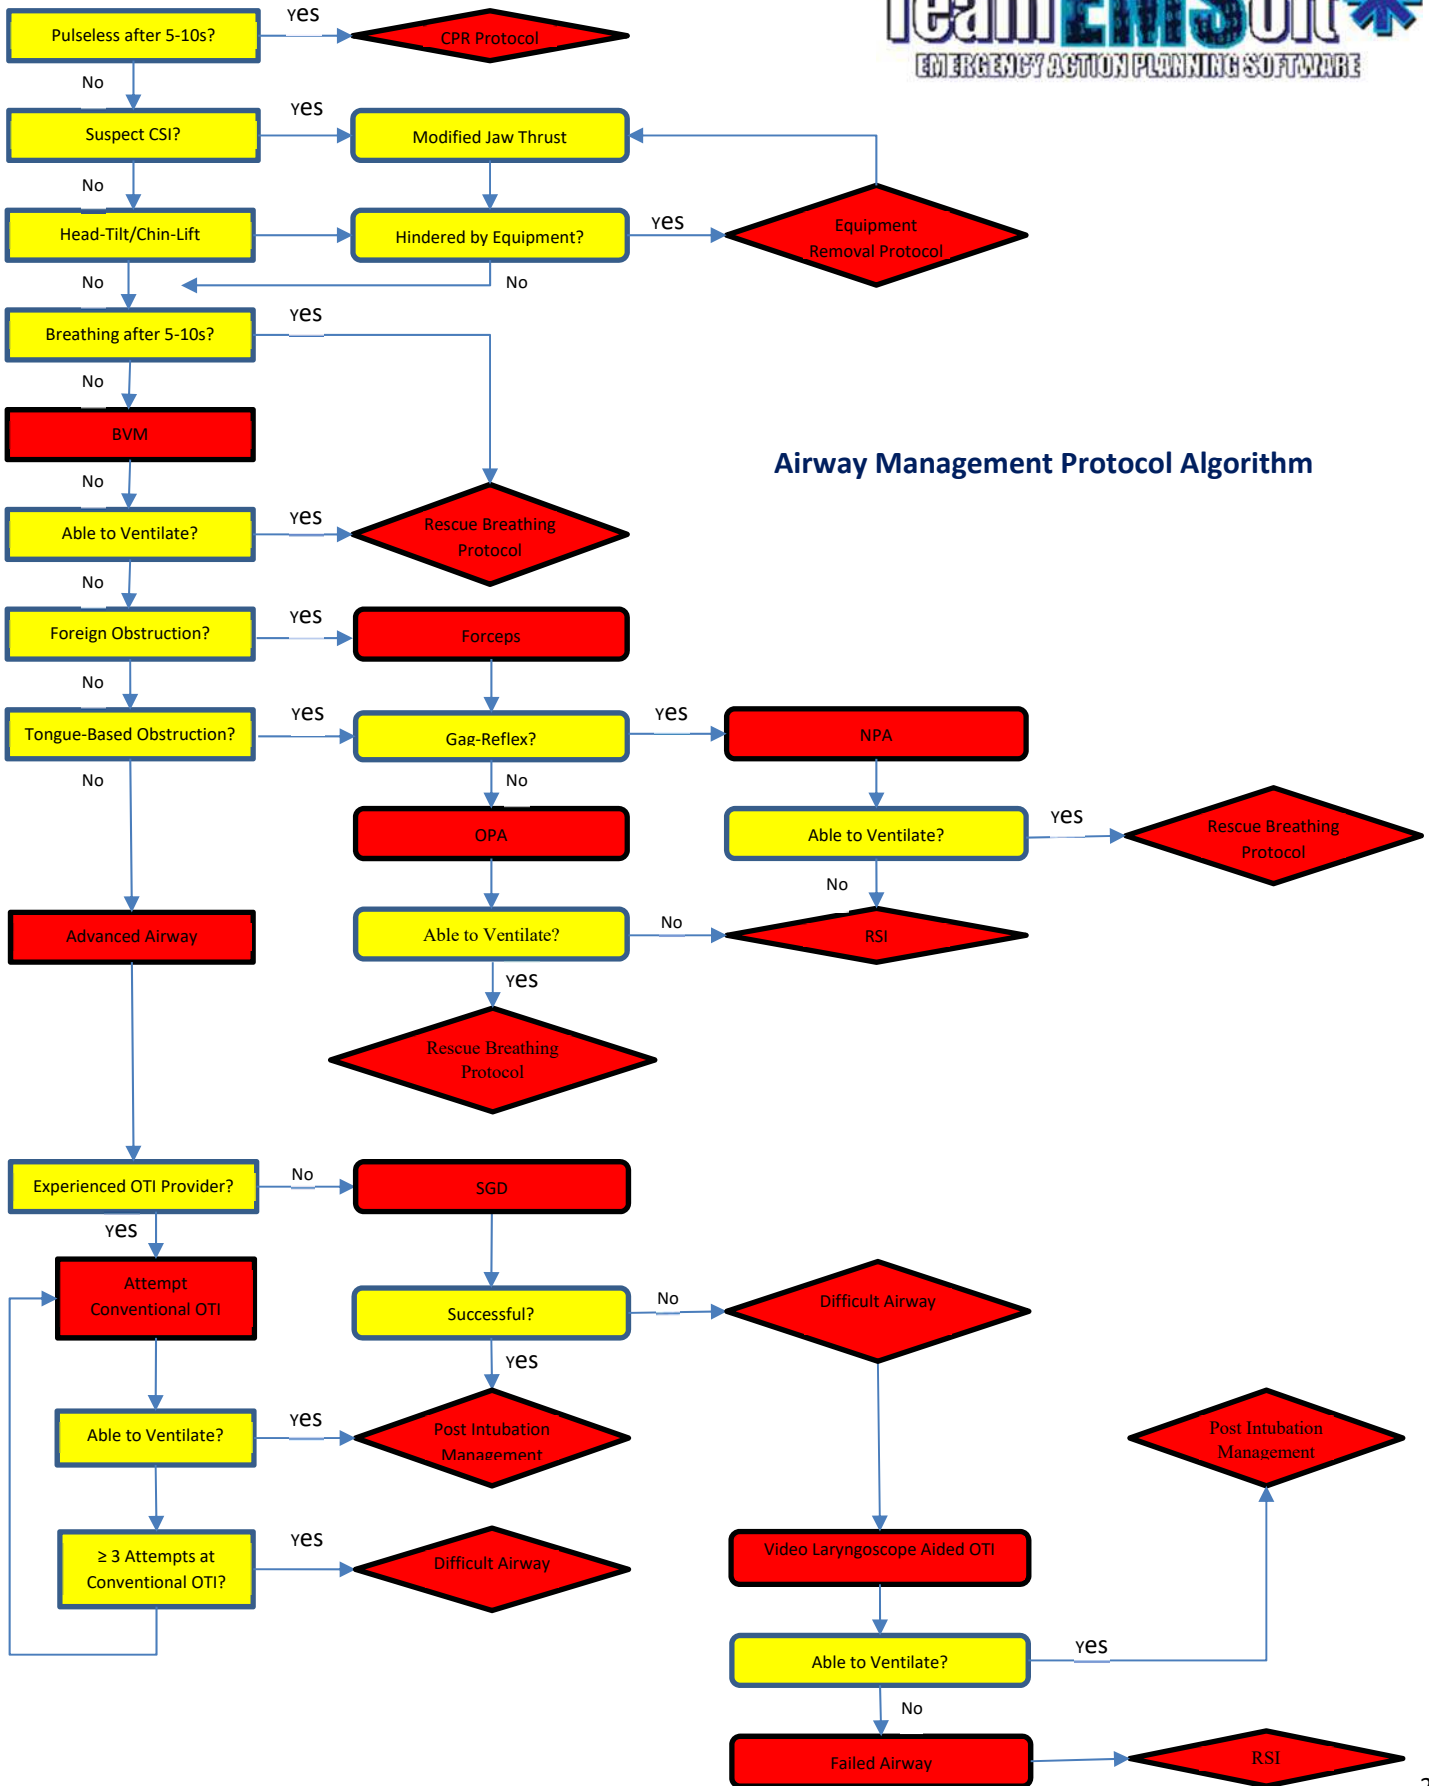 Team EMSoft
EMERGENCY ACTION PLANNING SOFTWARE
Pulseless after 5-10s?
Yes
CPR Protocol
No
Suspect CSI?
Yes
Modified Jaw Thrust
No
Head-Tilt/Chin-Lift
Hindered by Equipment?
Yes
Equipment
Removal Protocol
No
No
Breathing after 5-10s?
Yes
No
BVM
Airway Management Protocol Algorithm
No
Able to Ventilate?
Yes
Rescue Breathing
Protocol
No
Foreign Obstruction?
Yes
Forceps
No
Tongue-Based Obstruction?
Yes
Gag-Reflex?
Yes
NPA
No
No
OPA
Able to Ventilate?
Yes
Rescue Breathing
Protocol
No
Advanced Airway
Able to Ventilate?
No
RSI
Yes
Rescue Breathing
Protocol
Experienced OTI Provider?
No
SGD
Yes
Attempt
Conventional OTI
Successful?
No
Difficult Airway
Yes
Able to Ventilate?
Yes
Post Intubation
Management
Post Intubation
Management
≥ 3 Attempts at
Conventional OTI?
Yes
Difficult Airway
Video Laryngoscope Aided OTI
Able to Ventilate?
Yes
No
Failed Airway
RSI